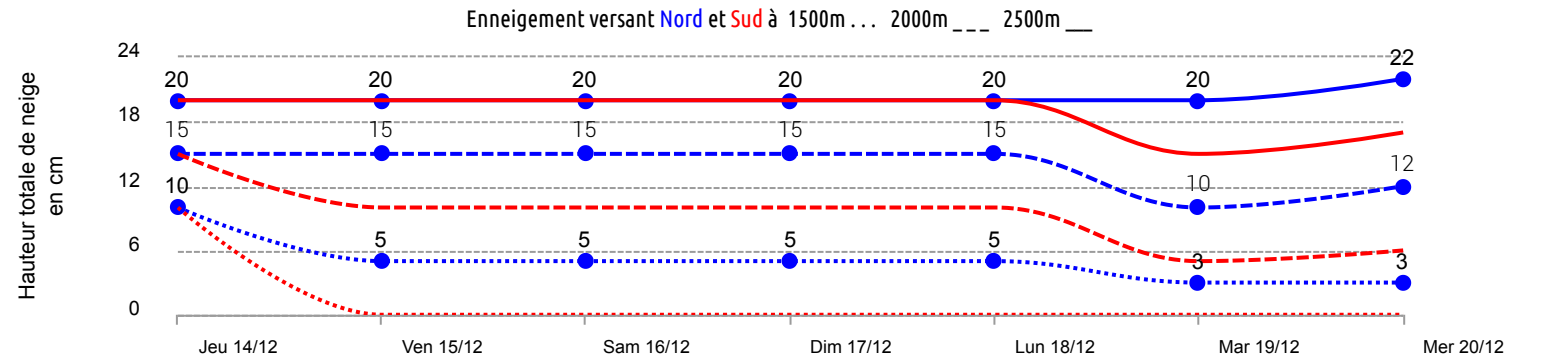 Enneigement versant Nord et Sud à 1500m . . . 2000m _ _ _ 2500m __
Hauteur totale de neige
en cm
24
20 20 20 20 20 20 22
18
15 15 15 15 15
12
10 10 12
6
5 5 5 5 3 3
0
Jeu 14/12 Ven 15/12 Sam 16/12 Dim 17/12 Lun 18/12 Mar 19/12 Mer 20/12